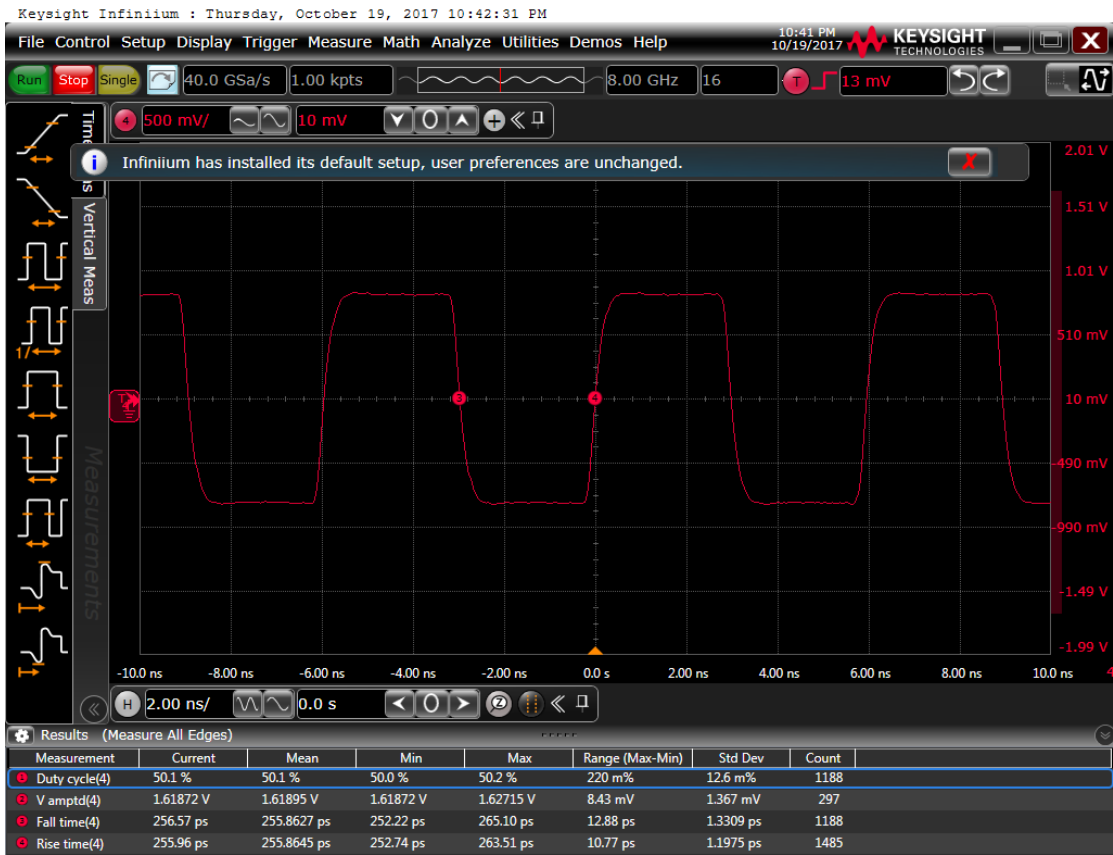 Keysight Infiniium : Thursday, October 19, 2017 10:42:31 PM
File Control Setup Display Trigger Measure Math Analyze Utilities Demos Help
10:41 PM
10/19/2017
KEYSIGHT
TECHNOLOGIES
Run Stop Single 40.0 GSa/s 1.00 kpts 8.00 GHz 16 T 13 mV
4 500 mV/ 10 mV
Infiniium has installed its default setup, user preferences are unchanged.
Vertical Meas
Measurements
1/
2.01 V
1.51 V
1.01 V
510 mV
10 mV
-490 mV
-990 mV
-1.49 V
-1.99 V
3 4
-10.0 ns -8.00 ns -6.00 ns -4.00 ns -2.00 ns 0.0 s 2.00 ns 4.00 ns 6.00 ns 8.00 ns 10.0 ns
H 2.00 ns/ 0.0 s
Results (Measure All Edges)
Measurement Current Mean Min Max Range (Max-Min) Std Dev Count
1 Duty cycle(4) 50.1 % 50.1 % 50.0 % 50.2 % 220 m% 12.6 m% 1188
2 V amptd(4) 1.61872 V 1.61895 V 1.61872 V 1.62715 V 8.43 mV 1.367 mV 297
3 Fall time(4) 256.57 ps 255.8627 ps 252.22 ps 265.10 ps 12.88 ps 1.3309 ps 1188
4 Rise time(4) 255.96 ps 255.8645 ps 252.74 ps 263.51 ps 10.77 ps 1.1975 ps 1485